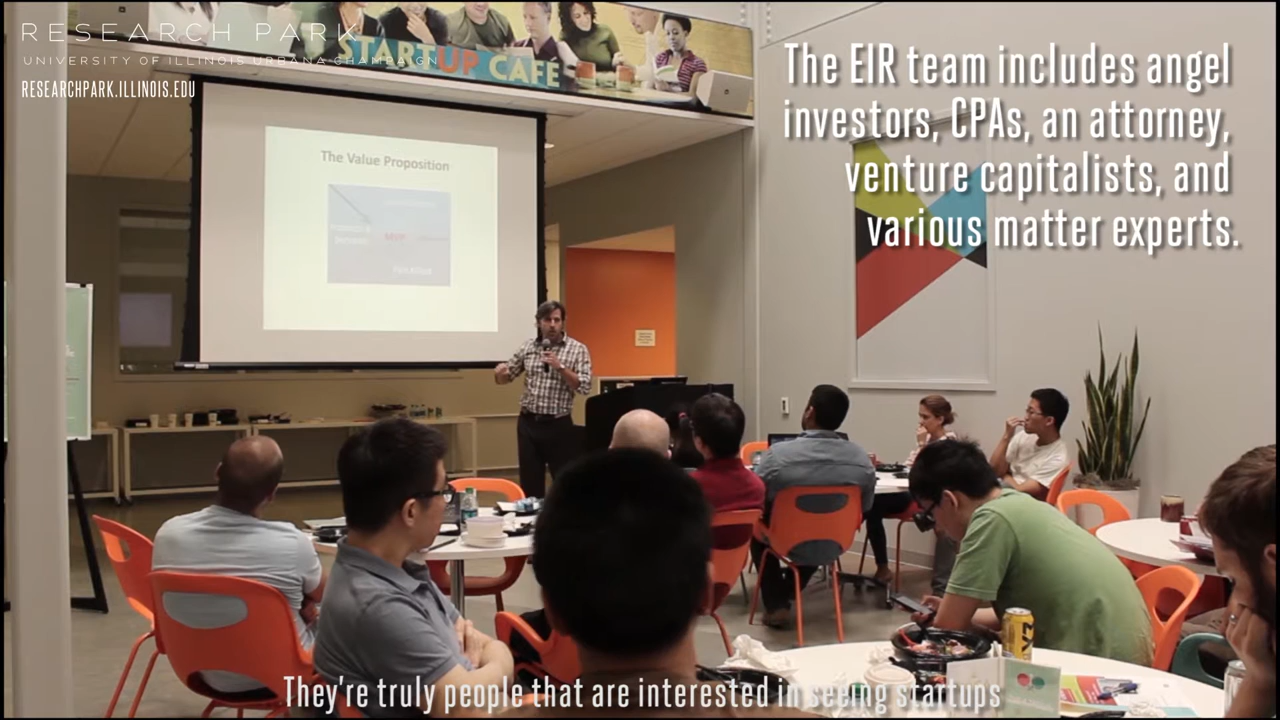 RESEARCH PARK
UNIVERSITY OF ILLINOIS URBANA-CHAMPAIGN
RESEARCHPARK.ILLINOIS.EDU
STARTUP CAFÉ
The EIR team includes angel
investors, CPAs, an attorney,
venture capitalists, and
various matter experts.
The Value Proposition
They're truly people that are interested in seeing startups